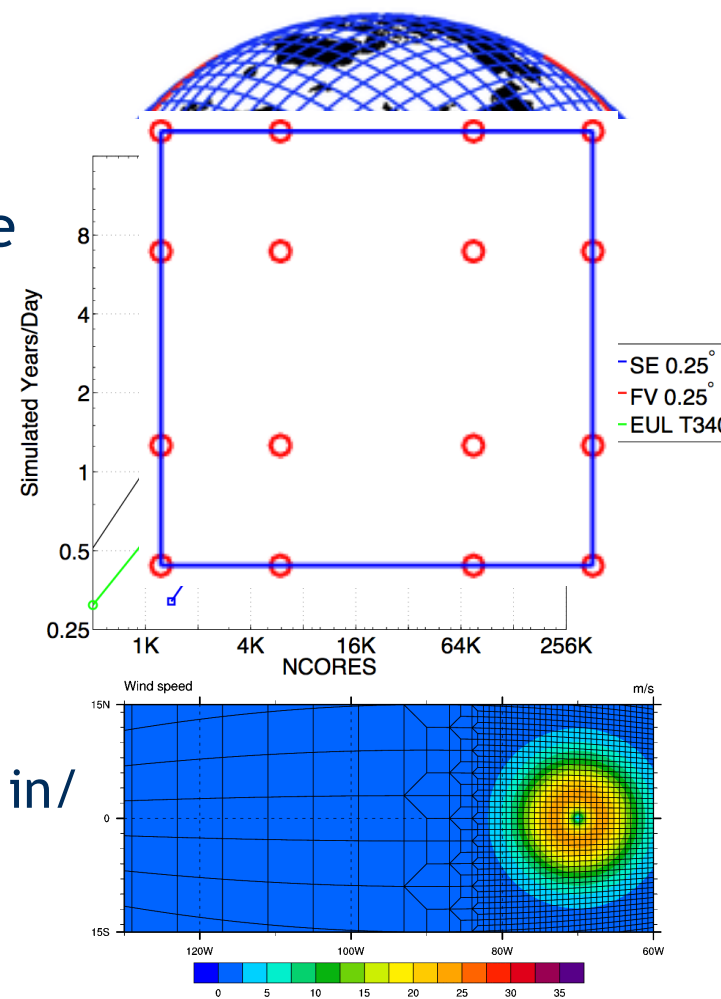 e
8
4
2
1
0.5
0.25
Simulated Years/Day
1K 4K 16K 64K 256K
NCORES
SE 0.25°
FV 0.25°
EUL T340
Wind speed m/s
15N
0
15S
in/
120W 100W 80W 60W
0 5 10 15 20 25 30 35